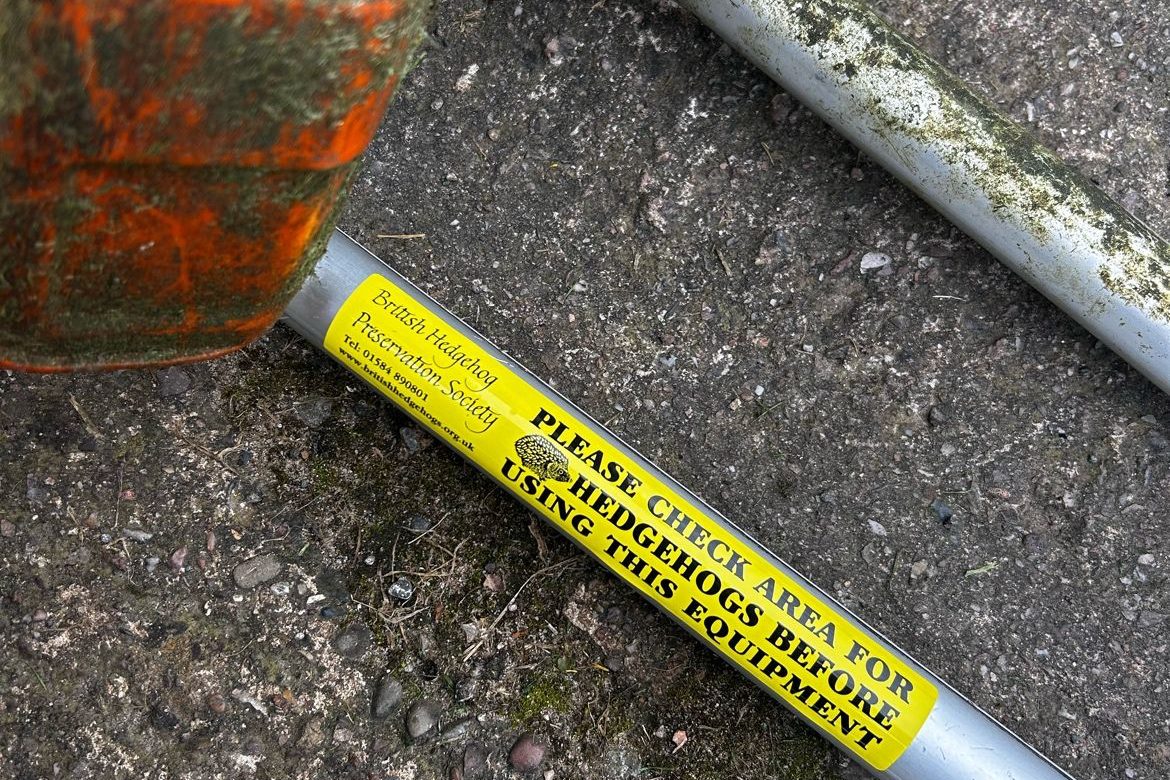 British Hedgehog
Preservation Society
Tel: 01584 890801
www.britishhedgehogs.org.uk
PLEASE CHECK AREA FOR
HEDGEHOGS BEFORE
USING THIS EQUIPMENT